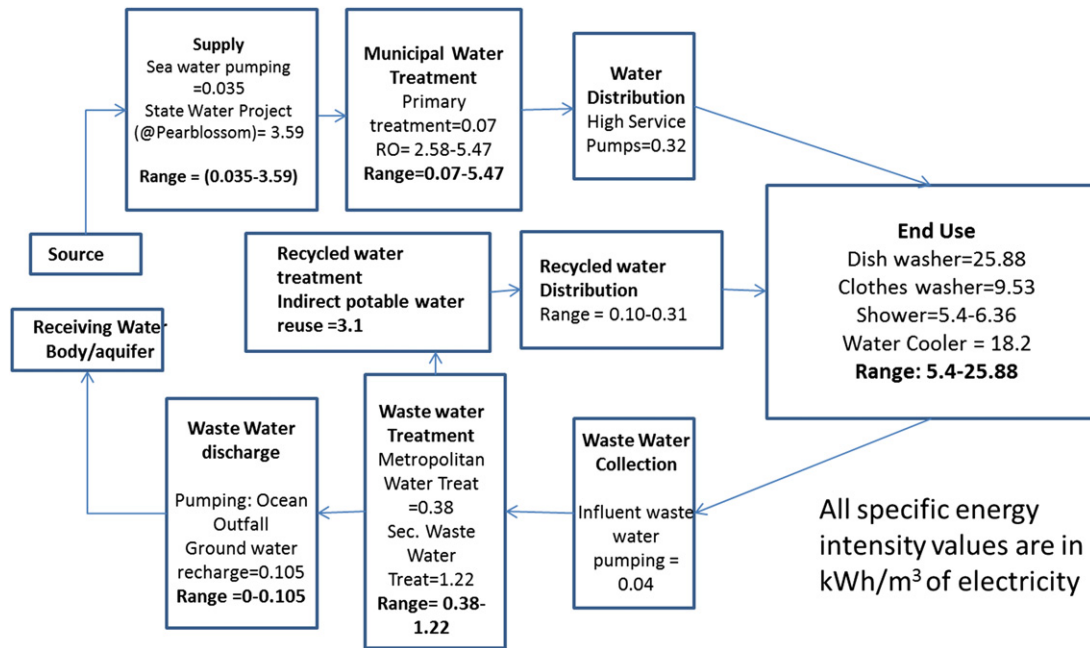 Supply
Sea water pumping
=0.035
State Water Project
(@Pearblossom)= 3.59
Range = (0.035-3.59)
Municipal Water
Treatment
Primary
treatment=0.07
RO= 2.58-5.47
Range=0.07-5.47
Water
Distribution
High Service
Pumps=0.32
Source
Recycled water
treatment
Indirect potable water
reuse =3.1
Recycled water
Distribution
Range = 0.10-0.31
End Use
Dish washer=25.88
Clothes washer=9.53
Shower=5.4-6.36
Water Cooler = 18.2
Range: 5.4-25.88
Receiving Water
Body/aquifer
Waste Water
discharge
Pumping: Ocean
Outfall
Ground water
recharge=0.105
Range =0-0.105
Waste water
Treatment
Metropolitan
Water Treat
=0.38
Sec. Waste
Water
Treat=1.22
Range= 0.38-
1.22
Waste Water
Collection
Influent waste
water
pumping =
0.04
All specific energy
intensity values are in
kWh/m³ of electricity